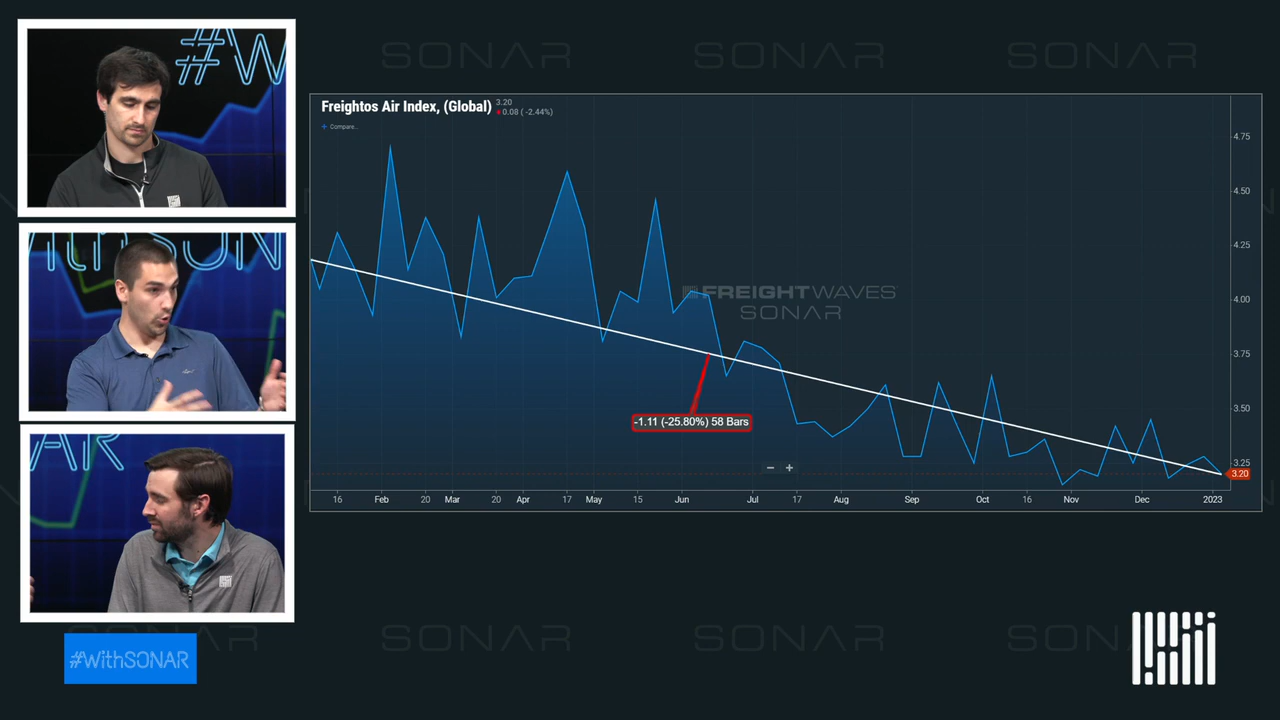 SONAR SONAR SONAR
#W
Freightos Air Index, (Global) 3.20
0.08 ( -2.44%)
+ Compare...
4.75
4.50
withSON
4.25
FREIGHTWAVES
4.00
SONAR
3.75
-1.11 (-25.80%) 58 Bars
3.50
AR
3.25
3.20
16 Feb 20 Mar 20 Apr 17 May 15 Jun Jul 17 Aug Sep Oct 16 Nov Dec 2023
SONAR SONAR SONAR
#WithSONAR